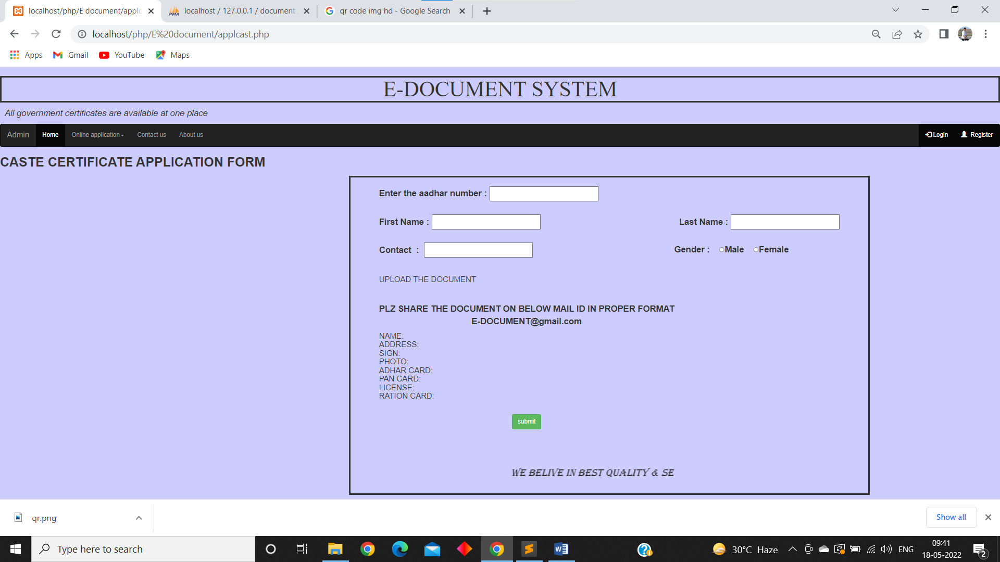 localhost/php/E document/applc
localhost / 127.0.0.1 / document
qr code img hd - Google Search
localhost/php/E%20document/applcast.php
Apps Gmail YouTube Maps
E-DOCUMENT SYSTEM
All government certificates are available at one place
Admin Home Online application Contact us About us Login Register
CASTE CERTIFICATE APPLICATION FORM
Enter the aadhar number :
First Name : Last Name :
Contact : Gender : Male Female
UPLOAD THE DOCUMENT
PLZ SHARE THE DOCUMENT ON BELOW MAIL ID IN PROPER FORMAT
E-DOCUMENT@gmail.com
NAME:
ADDRESS:
SIGN:
PHOTO:
ADHAR CARD:
PAN CARD:
LICENSE:
RATION CARD:
submit
WE BELIVE IN BEST QUALITY & SE
qr.png Show all
Type here to search
30°C Haze ENG
09:41
18-05-2022
2